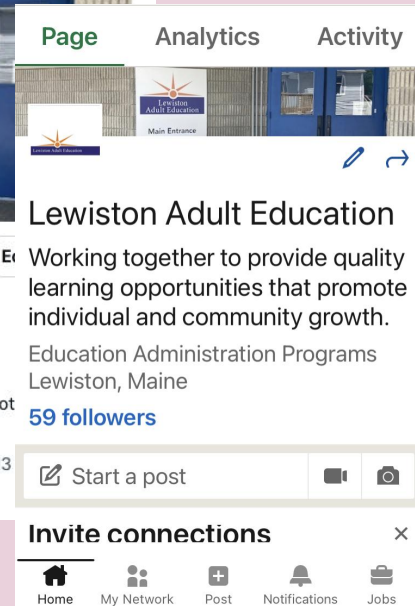 Page Analytics Activity
Lewiston
Adult Education
Main Entrance
Lewiston Adult Education
Lewiston Adult Education
Working together to provide quality
learning opportunities that promote
individual and community growth.
Education Administration Programs
Lewiston, Maine
59 followers
3
Start a post
Invite connections
Home My Network Post Notifications Jobs